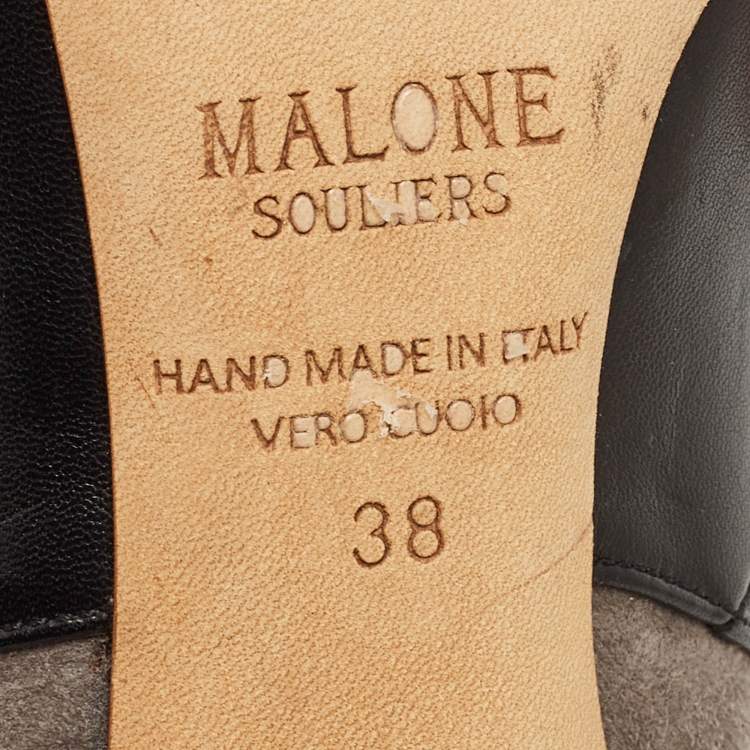 MALONE
SOULIERS
HAND MADE IN ITALY
VERO CUOIO
38